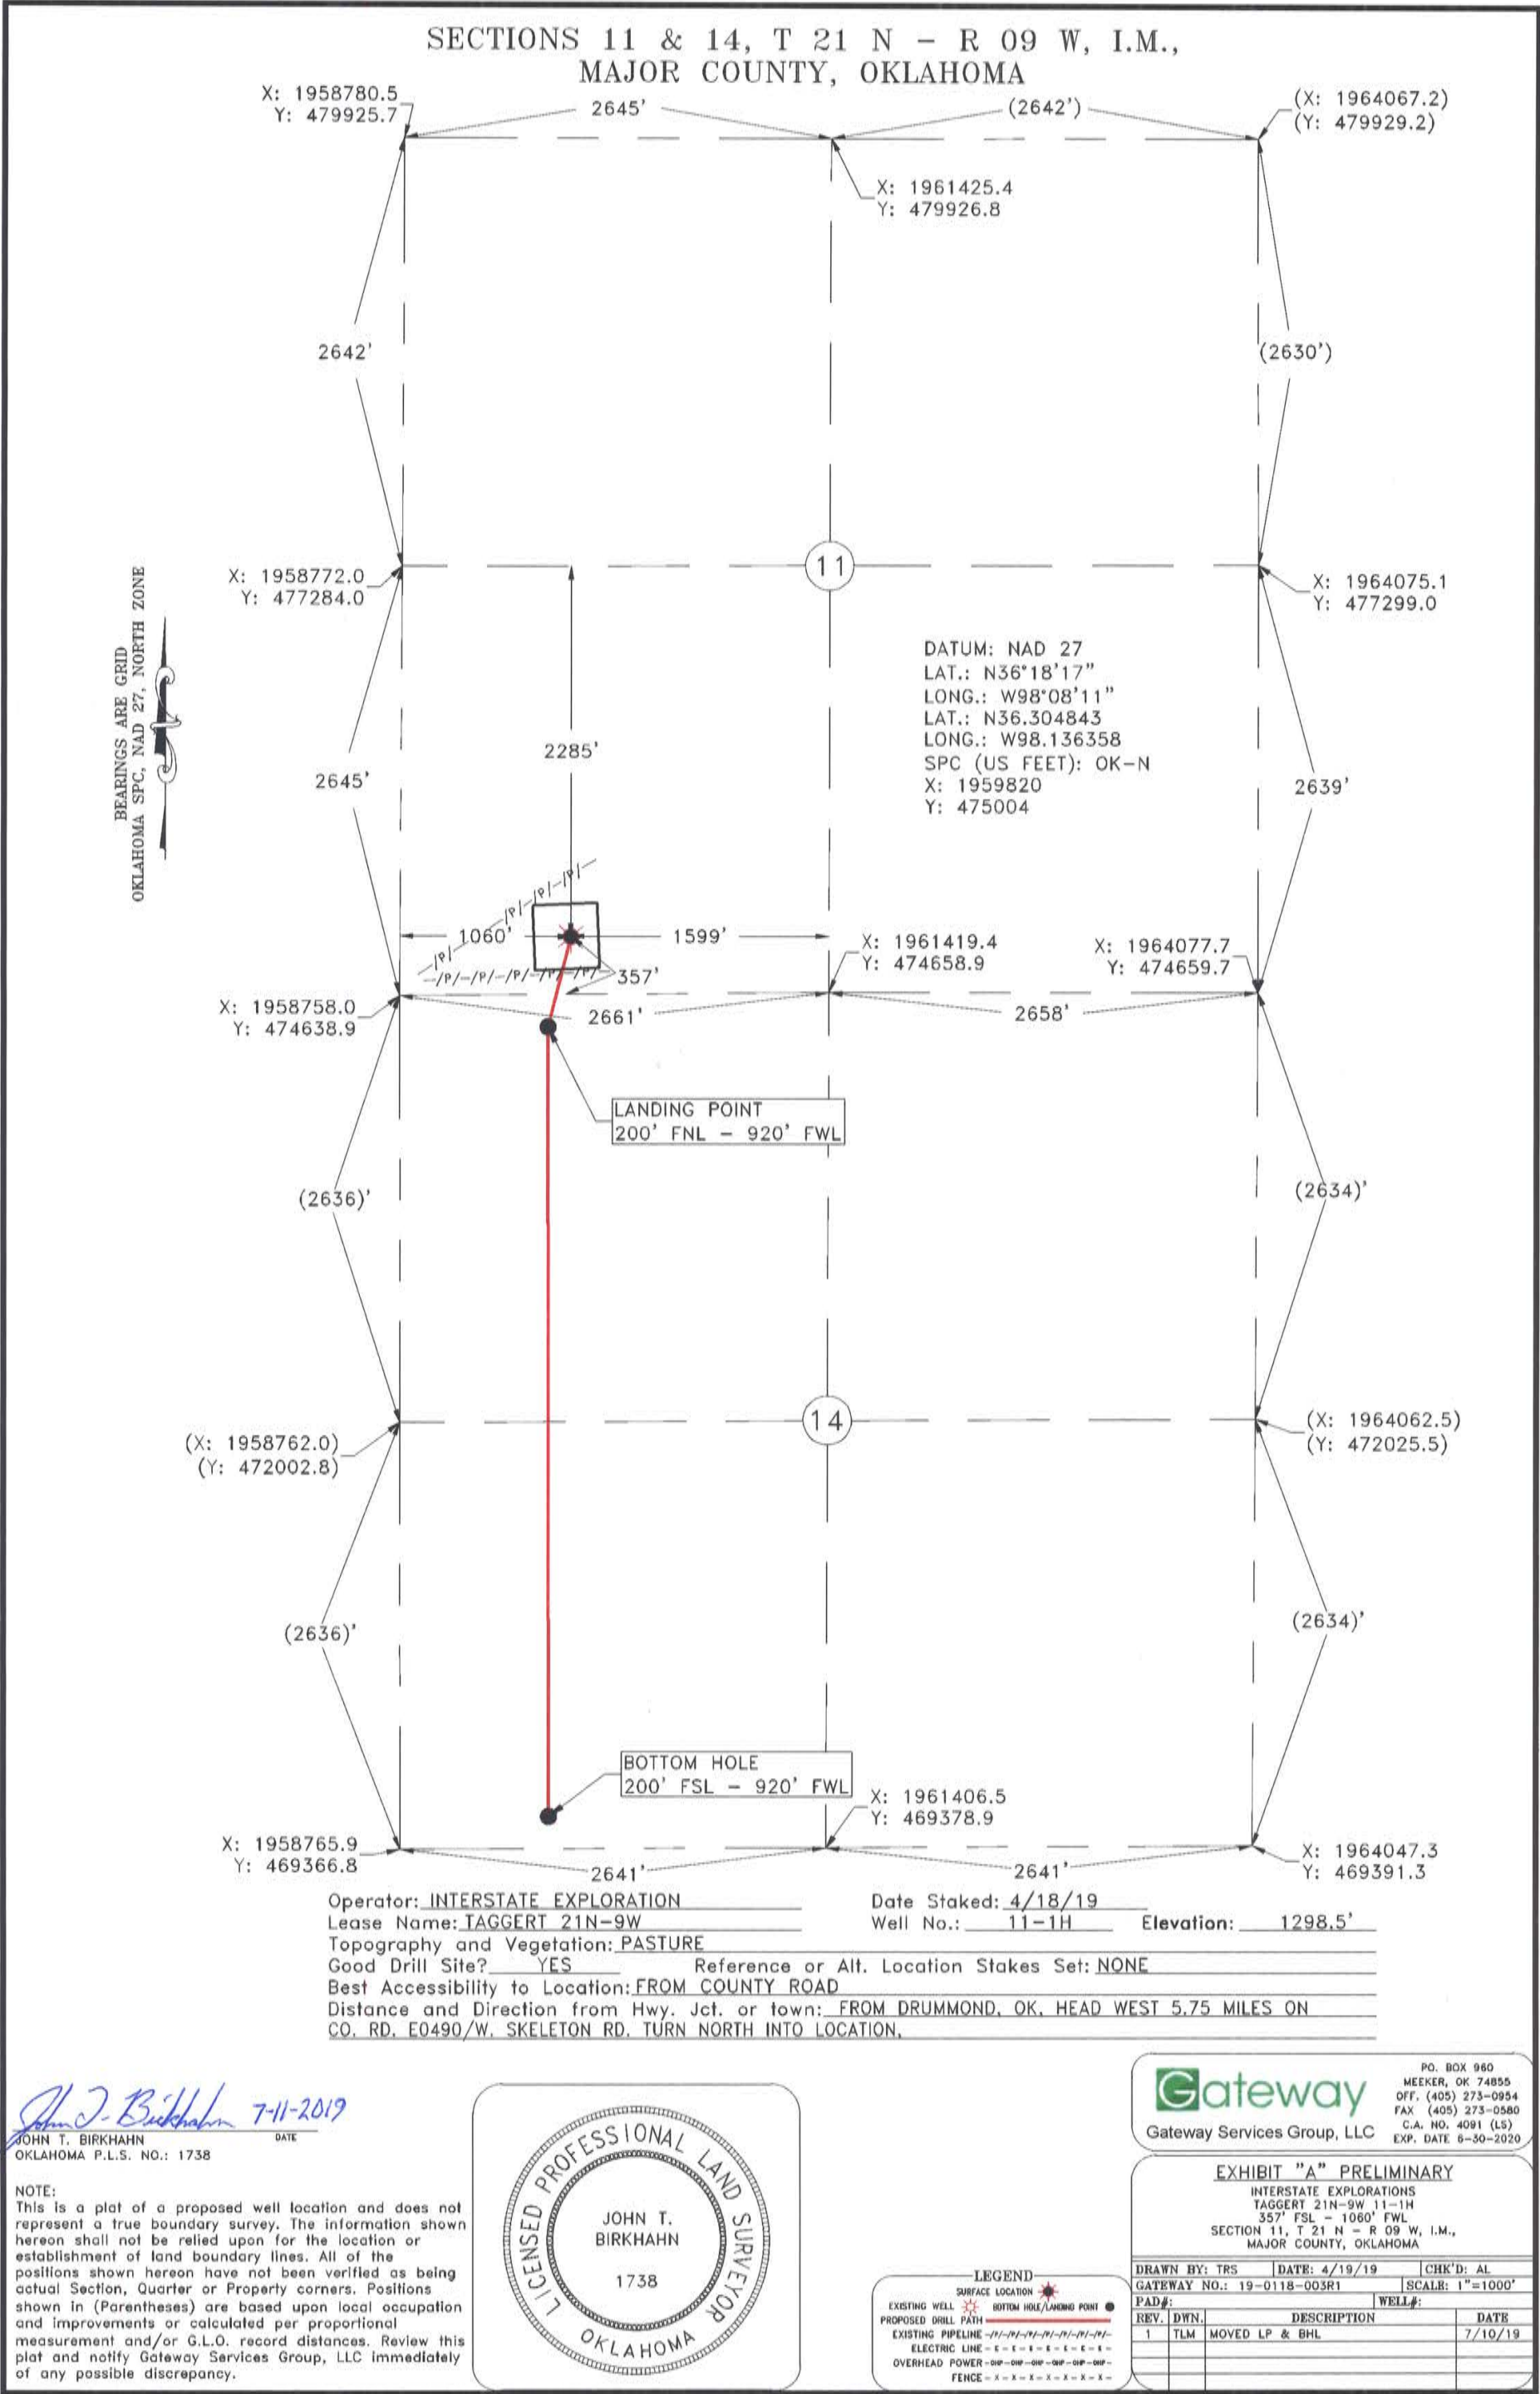 SECTIONS 11 & 14, T 21 N - R 09 W, I.M.,
MAJOR COUNTY, OKLAHOMA
X: 1958780.5
Y: 479925.7
2645'
(2642')
(X: 1964067.2)
(Y: 479929.2)
X: 1961425.4
Y: 479926.8
2642'
(2630')
X: 1958772.0
Y: 477284.0
11
X: 1964075.1
Y: 477299.0
BEARINGS ARE GRID
OKLAHOMA SPC, NAD 27, NORTH ZONE
DATUM: NAD 27
LAT.: N36°18'17"
LONG.: W98°08'11"
LAT.: N36.304843
LONG.: W98.136358
SPC (US FEET): OK-N
X: 1959820
Y: 475004
2285'
2645'
2639'
1060'
1599'
357'
-/P/-/P/-/P/-/P/-
-/P/-/P/-/P/-/P/-/P/-
X: 1961419.4
Y: 474658.9
X: 1964077.7
Y: 474659.7
X: 1958758.0
Y: 474638.9
2661'
2658'
LANDING POINT
200' FNL - 920' FWL
(2636)'
(2634)'
14
(X: 1958762.0)
(Y: 472002.8)
(X: 1964062.5)
(Y: 472025.5)
(2636)'
(2634)'
BOTTOM HOLE
200' FSL - 920' FWL
X: 1961406.5
Y: 469378.9
X: 1958765.9
Y: 469366.8
2641'
2641'
X: 1964047.3
Y: 469391.3
Operator: INTERSTATE EXPLORATION
Date Staked: 4/18/19
Lease Name: TAGGERT 21N-9W
Well No.: 11-1H Elevation: 1298.5'
Topography and Vegetation: PASTURE
Good Drill Site? YES Reference or Alt. Location Stakes Set: NONE
Best Accessibility to Location: FROM COUNTY ROAD
Distance and Direction from Hwy. Jct. or town: FROM DRUMMOND, OK, HEAD WEST 5.75 MILES ON
CO. RD. E0490/W. SKELETON RD. TURN NORTH INTO LOCATION.
John T. Birkhahn 7-11-2019
JOHN T. BIRKHAHN DATE
OKLAHOMA P.L.S. NO.: 1738
NOTE:
This is a plat of a proposed well location and does not
represent a true boundary survey. The information shown
hereon shall not be relied upon for the location or
establishment of land boundary lines. All of the
positions shown hereon have not been verified as being
actual Section, Quarter or Property corners. Positions
shown in (Parentheses) are based upon local occupation
and improvements or calculated per proportional
measurement and/or G.L.O. record distances. Review this
plat and notify Gateway Services Group, LLC immediately
of any possible discrepancy.
LICENSED PROFESSIONAL LAND SURVEYOR
JOHN T.
BIRKHAHN
1738
OKLAHOMA
LEGEND
SURFACE LOCATION
EXISTING WELL BOTTOM HOLE/LANDING POINT
PROPOSED DRILL PATH
EXISTING PIPELINE -/P/-/P/-/P/-/P/-/P/-/P/-/P/-
ELECTRIC LINE - E - E - E - E - E - E - E -
OVERHEAD POWER -OHP-OHP-OHP-OHP-OHP-OHP-
FENCE - X - X - X - X - X - X - X -
Gateway
Gateway Services Group, LLC
PO. BOX 960
MEEKER, OK 74855
OFF. (405) 273-0954
FAX (405) 273-0580
C.A. NO. 4091 (LS)
EXP. DATE 6-30-2020
EXHIBIT "A" PRELIMINARY
INTERSTATE EXPLORATIONS
TAGGERT 21N-9W 11-1H
357' FSL - 1060' FWL
SECTION 11, T 21 N - R 09 W, I.M.,
MAJOR COUNTY, OKLAHOMA
DRAWN BY: TRS DATE: 4/19/19 CHK'D: AL
GATEWAY NO.: 19-0118-003R1 SCALE: 1"=1000'
PAD#: WELL#:
REV. DWN. DESCRIPTION DATE
1 TLM MOVED LP & BHL 7/10/19